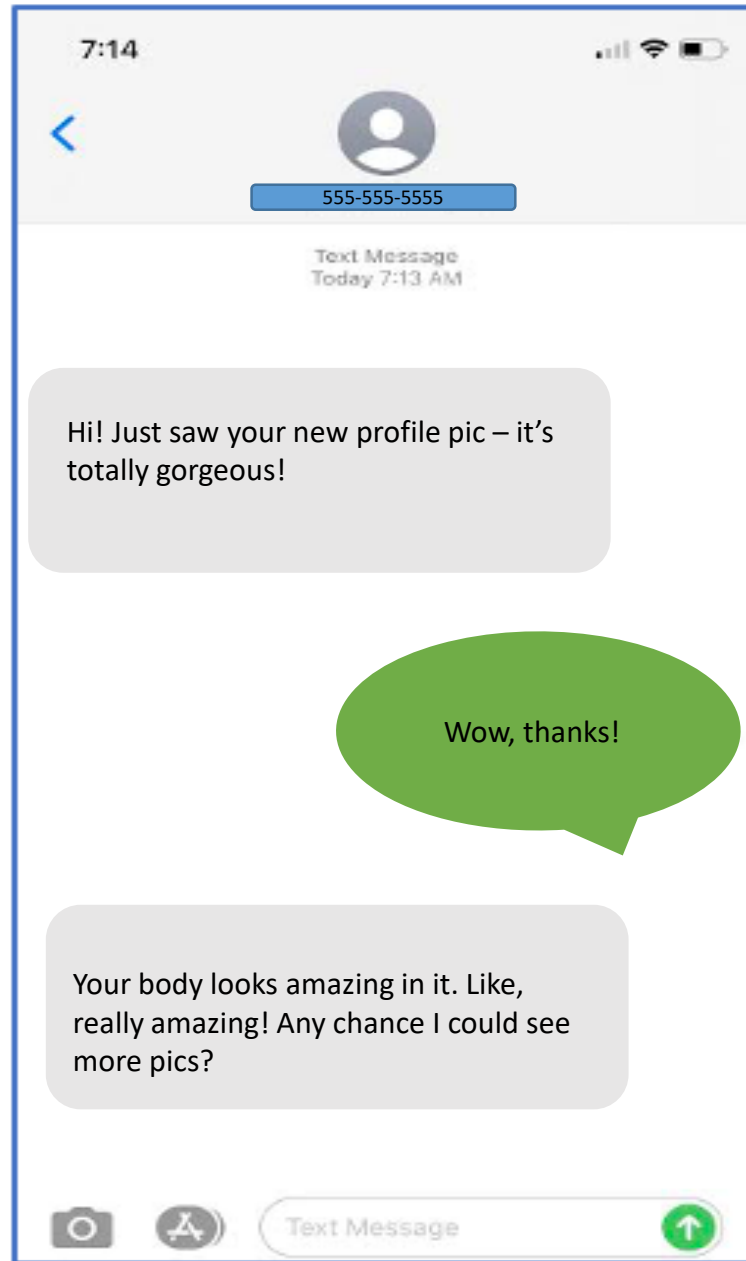 7:14
555-555-5555
Text Message
Today 7:13 AM
Hi! Just saw your new profile pic – it's
totally gorgeous!
Wow, thanks!
Your body looks amazing in it. Like,
really amazing! Any chance I could see
more pics?
Text Message